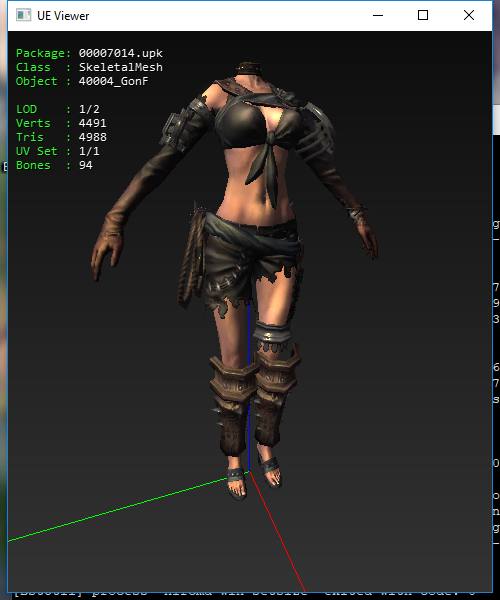 UE Viewer
Package: 00007014.upk
Class : SkeletalMesh
Object : 40004_GonF
LOD : 1/2
Verts : 4491
Tris : 4988
UV Set : 1/1
Bones : 94